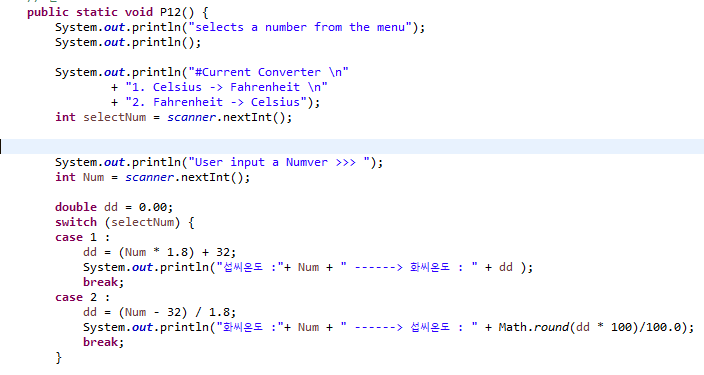 public static void P12() {
System.out.println("selects a number from the menu");
System.out.println();
System.out.println("#Current Converter \n"
+ "1. Celsius -> Fahrenheit \n"
+ "2. Fahrenheit -> Celsius");
int selectNum = scanner.nextInt();
System.out.println("User input a Numver >>> ");
int Num = scanner.nextInt();
double dd = 0.00;
switch (selectNum) {
case 1 :
dd = (Num * 1.8) + 32;
System.out.println("섭씨온도 :"+ Num + " ------> 화씨온도 : " + dd );
break;
case 2 :
dd = (Num - 32) / 1.8;
System.out.println("화씨온도 :"+ Num + " ------> 섭씨온도 : " + Math.round(dd * 100)/100.0);
break;
}